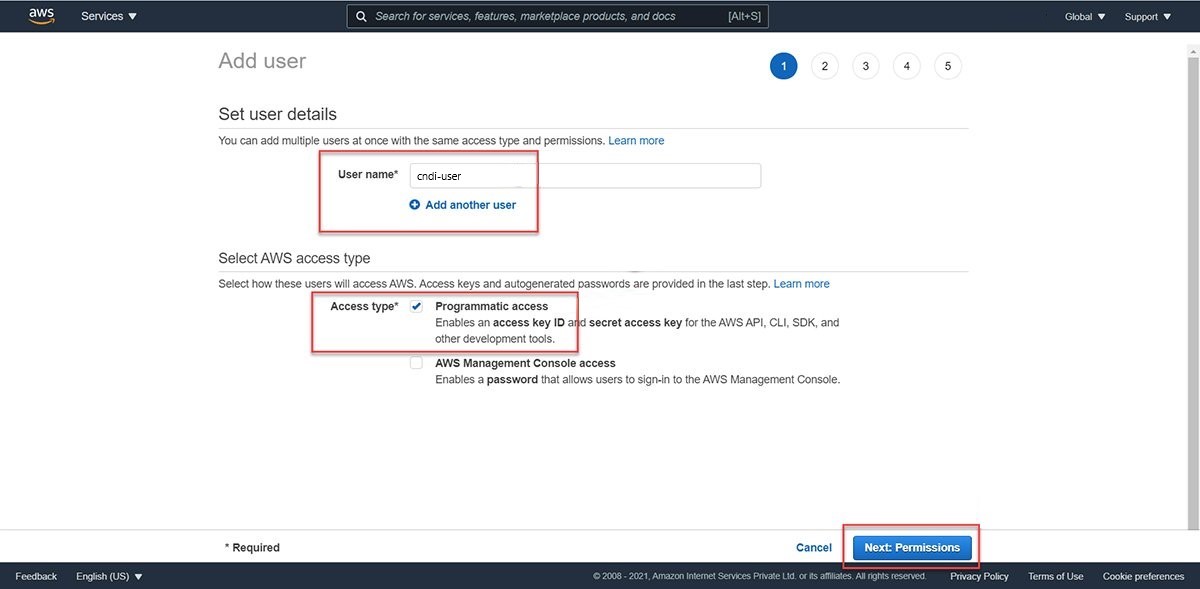 aws Services Search for services, features, marketplace products, and docs [Alt+S] Global Support
Add user 1 2 3 4 5
Set user details
You can add multiple users at once with the same access type and permissions. Learn more
User name* cndi-user
Add another user
Select AWS access type
Select how these users will access AWS. Access keys and autogenerated passwords are provided in the last step. Learn more
Access type* Programmatic access
Enables an access key ID and secret access key for the AWS API, CLI, SDK, and
other development tools.
AWS Management Console access
Enables a password that allows users to sign-in to the AWS Management Console.
* Required Cancel Next: Permissions
Feedback English (US) © 2008 - 2021, Amazon Internet Services Private Ltd. or its affiliates. All rights reserved. Privacy Policy Terms of Use Cookie preferences